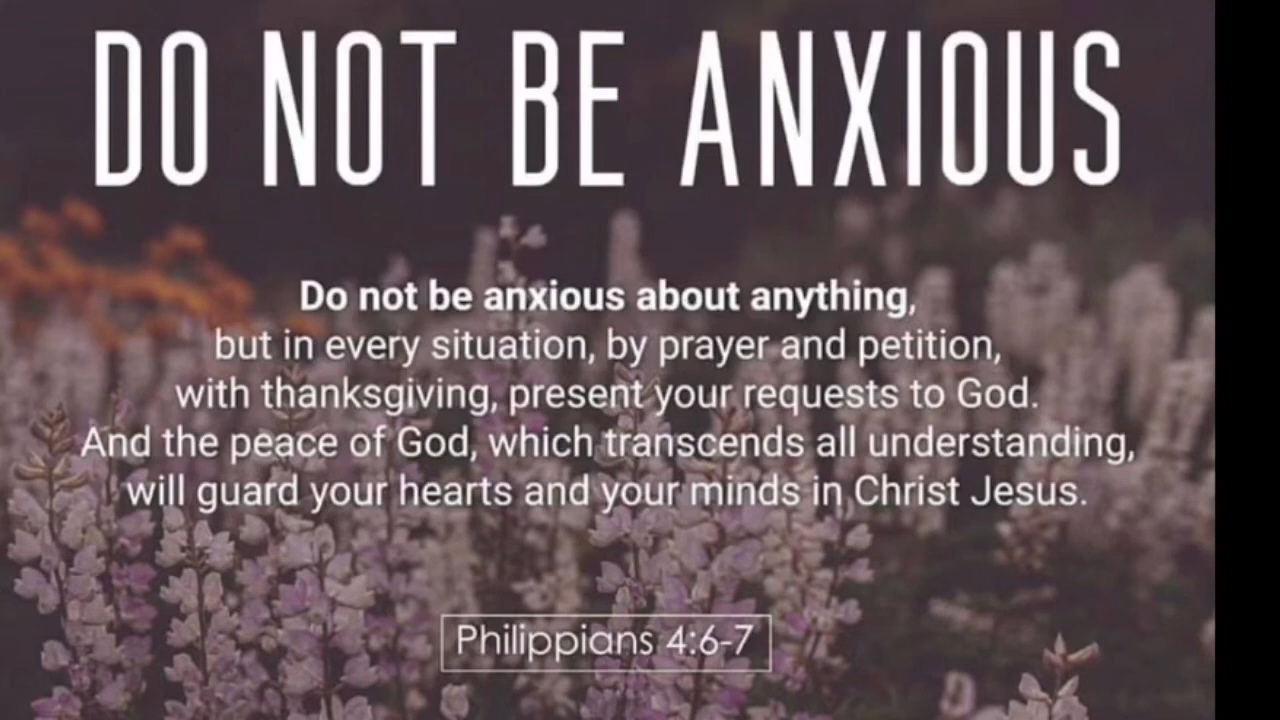 DO NOT BE ANXIOUS
Do not be anxious about anything,
but in every situation, by prayer and petition,
with thanksgiving, present your requests to God.
And the peace of God, which transcends all understanding,
will guard your hearts and your minds in Christ Jesus.
Philippians 4:6-7